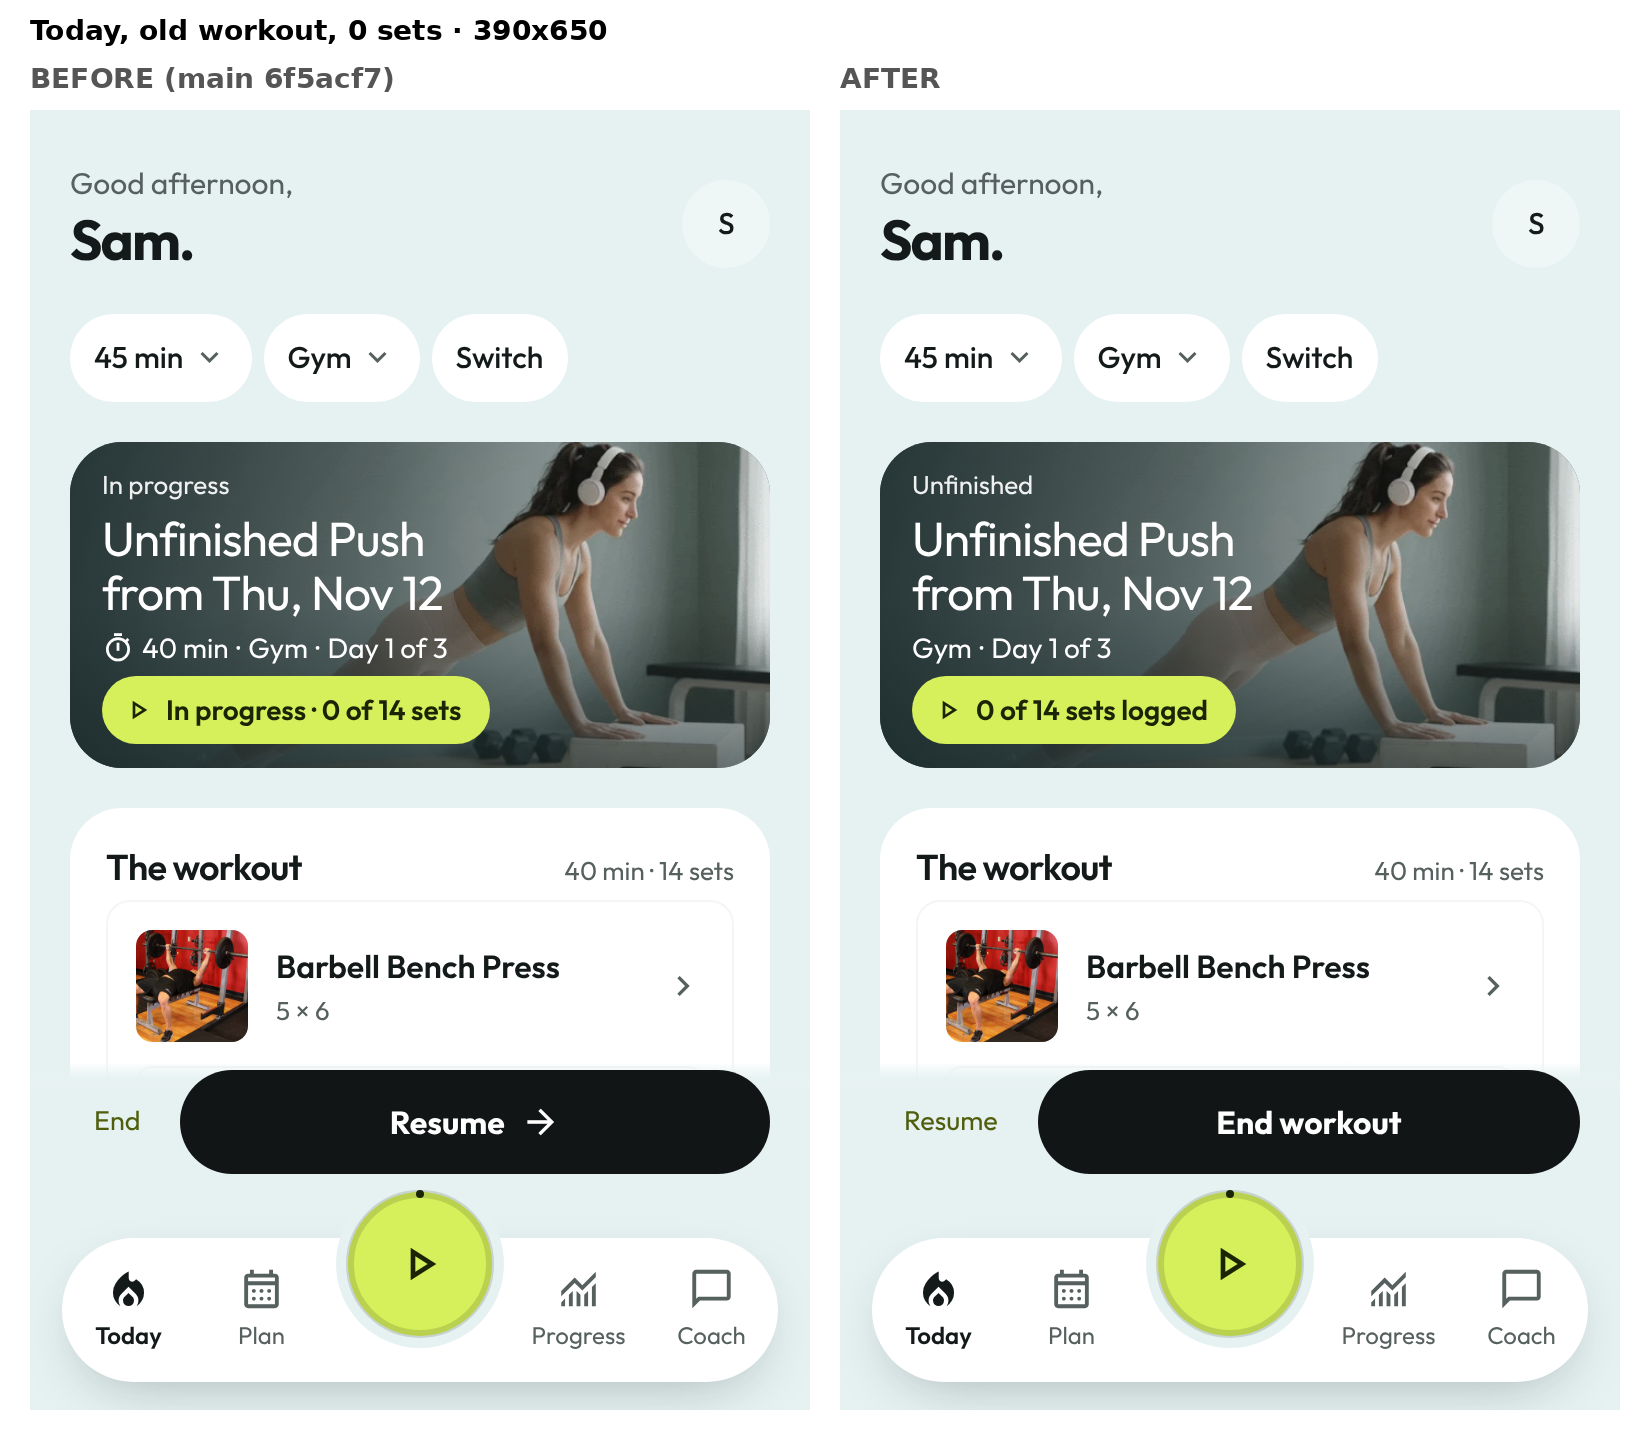 Today, old workout, 0 sets · 390x650
BEFORE (main 6f5acf7)
Good afternoon,
Sam.
S
45 min
Gym
Switch
In progress
Unfinished Push
from Thu, Nov 12
40 min · Gym · Day 1 of 3
In progress · 0 of 14 sets
The workout
40 min · 14 sets
Barbell Bench Press
5 × 6
End
Resume
Today
Plan
Progress
Coach
AFTER
Good afternoon,
Sam.
S
45 min
Gym
Switch
Unfinished
Unfinished Push
from Thu, Nov 12
Gym · Day 1 of 3
0 of 14 sets logged
The workout
40 min · 14 sets
Barbell Bench Press
5 × 6
Resume
End workout
Today
Plan
Progress
Coach